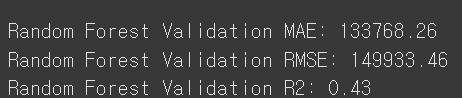 Random Forest Validation MAE: 133768.26
Random Forest Validation RMSE: 149933.46
Random Forest Validation R2: 0.43